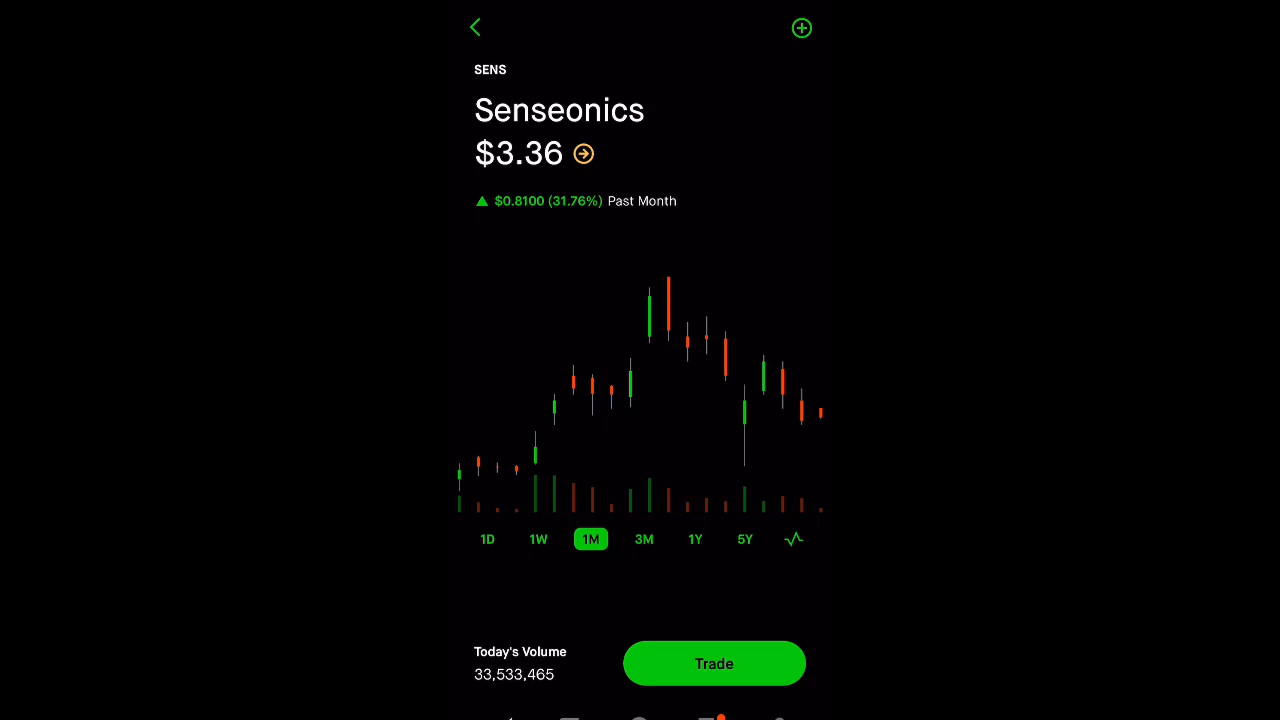 SENS
Senseonics
$3.36
$0.8100 (31.76%) Past Month
1D 1W 1M 3M 1Y 5Y
Today's Volume
33,533,465
Trade